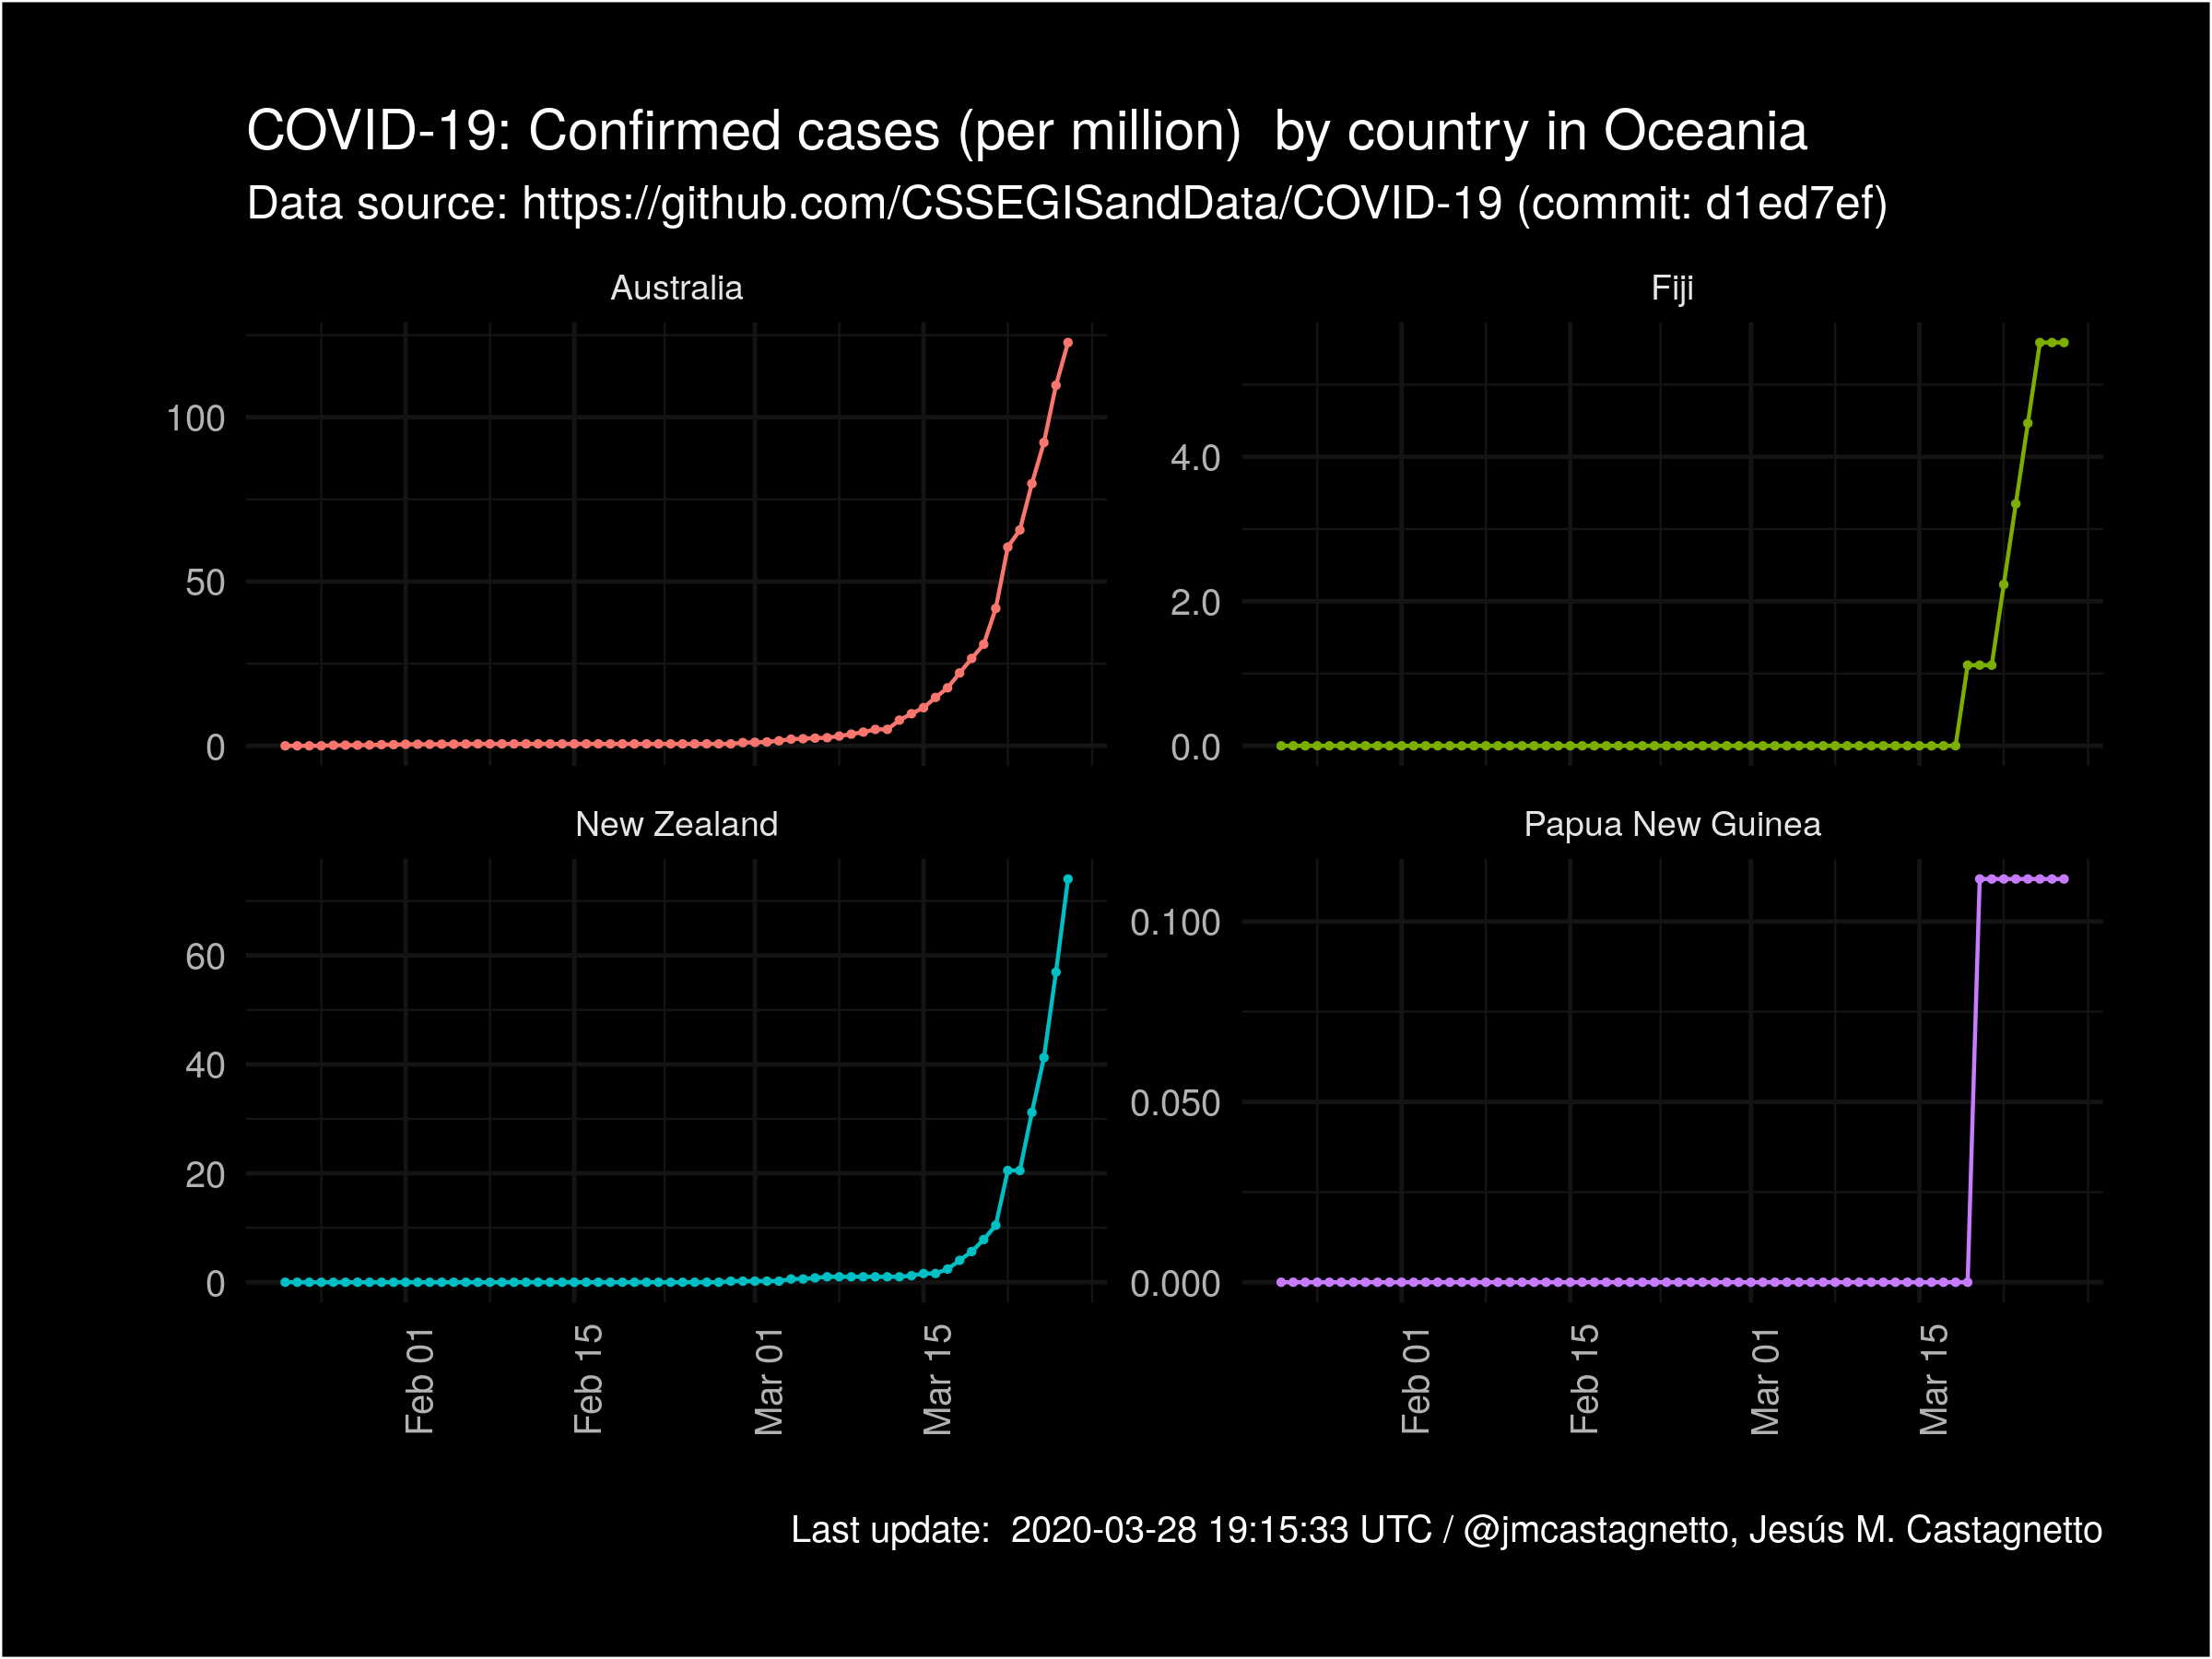 COVID-19: Confirmed cases (per million)  by country in Oceania
Data source: https://github.com/CSSEGISandData/COVID-19 (commit: d1ed7ef)
Australia
100
50
0
Fiji
4.0
2.0
0.0
New Zealand
60
40
20
0
Papua New Guinea
0.100
0.050
0.000
Feb 01
Feb 15
Mar 01
Mar 15
Feb 01
Feb 15
Mar 01
Mar 15
Last update:  2020-03-28 19:15:33 UTC / @jmcastagnetto, Jesús M. Castagnetto